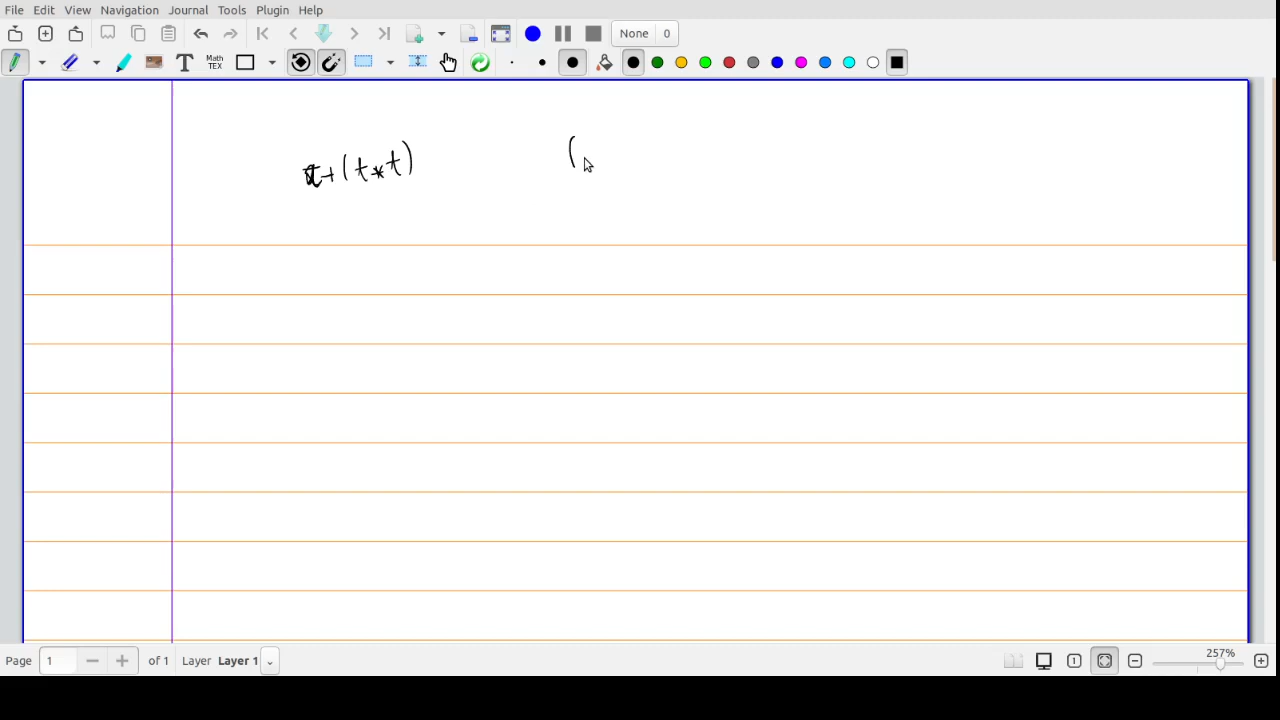 File Edit View Navigation Journal Tools Plugin Help
None 0
T Math TEX
t+(t*t) (
Page 1 of 1 Layer Layer 1 257%